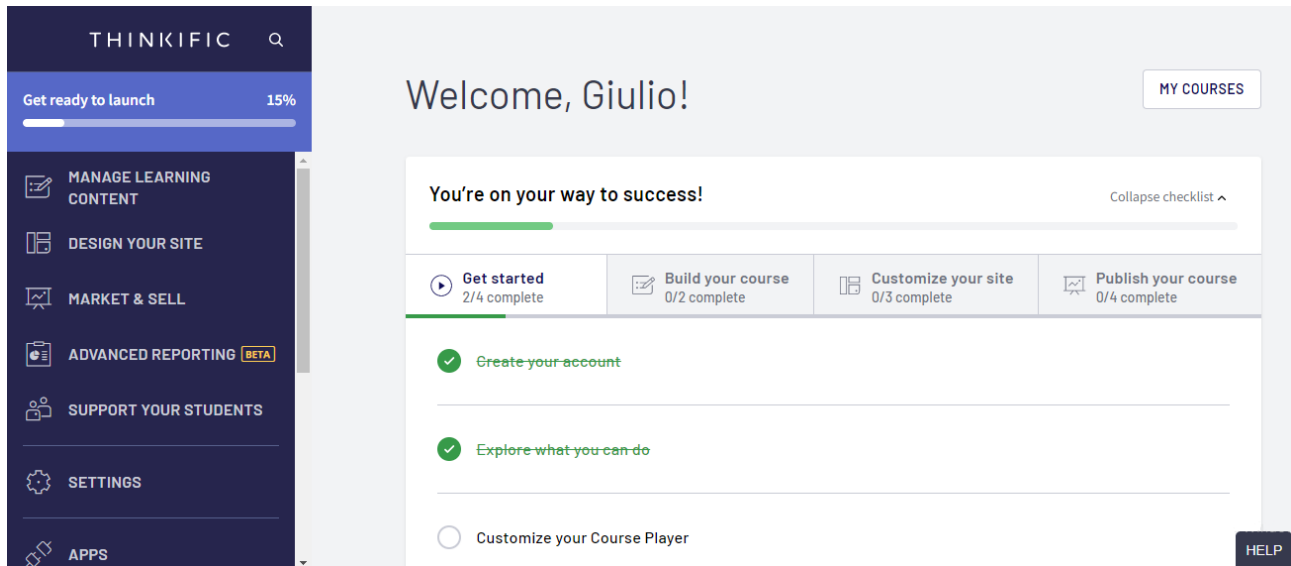 THINKIFIC
Get ready to launch 15%
MANAGE LEARNING
CONTENT
DESIGN YOUR SITE
MARKET & SELL
ADVANCED REPORTING BETA
SUPPORT YOUR STUDENTS
SETTINGS
APPS
Welcome, Giulio!
MY COURSES
You're on your way to success!
Collapse checklist
Get started
2/4 complete
Build your course
0/2 complete
Customize your site
0/3 complete
Publish your course
0/4 complete
Create your account
Explore what you can do
Customize your Course Player
HELP